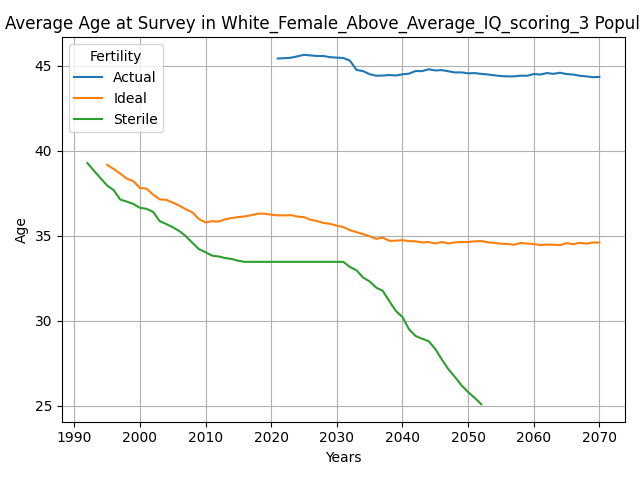 Average Age at Survey in White_Female_Above_Average_IQ_scoring_3 Popul
Fertility
Actual
Ideal
Sterile
45
40
35
30
25
Age
1990 2000 2010 2020 2030 2040 2050 2060 2070
Years